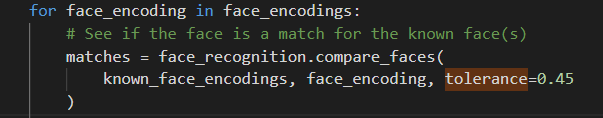 for face_encoding in face_encodings:
# See if the face is a match for the known face(s)
matches = face_recognition.compare_faces(
known_face_encodings, face_encoding, tolerance=0.45
)